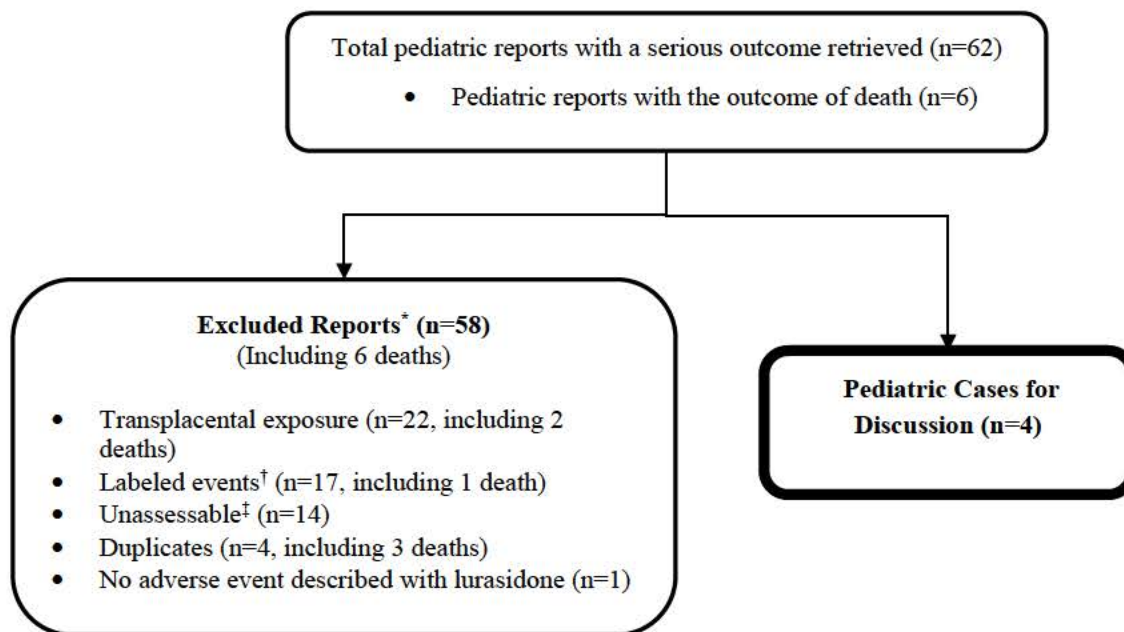 Total pediatric reports with a serious outcome retrieved (n=62)
• Pediatric reports with the outcome of death (n=6)
Excluded Reports* (n=58)
(Including 6 deaths)
• Transplacental exposure (n=22, including 2
deaths)
• Labeled events† (n=17, including 1 death)
• Unassessable‡ (n=14)
• Duplicates (n=4, including 3 deaths)
• No adverse event described with lurasidone (n=1)
Pediatric Cases for
Discussion (n=4)